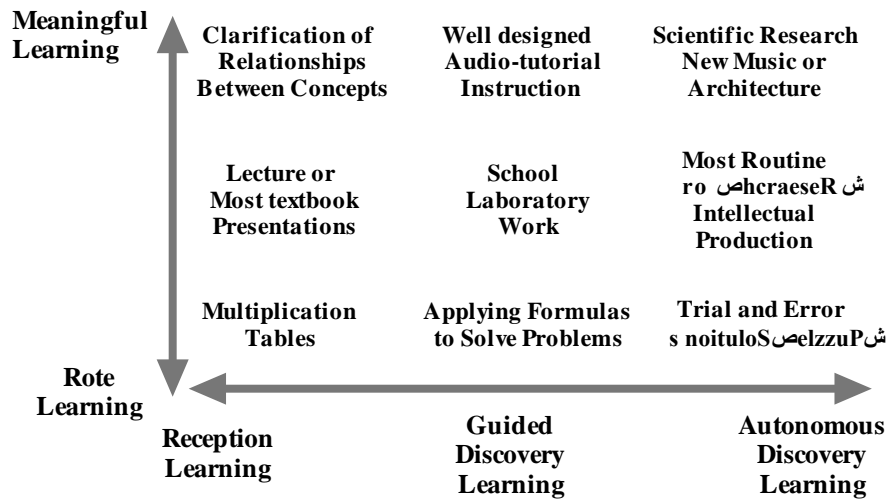 Meaningful
Learning
Clarification of
Relationships
Between Concepts
Well designed
Audio-tutorial
Instruction
Scientific Research
New Music or
Architecture
Lecture or
Most textbook
Presentations
School
Laboratory
Work
Most Routine
ro صhcraeseR ش
Intellectual
Production
Multiplication
Tables
Applying Formulas
to Solve Problems
Trial and Error
s noituloSصelzzuPش
Rote
Learning
Reception
Learning
Guided
Discovery
Learning
Autonomous
Discovery
Learning